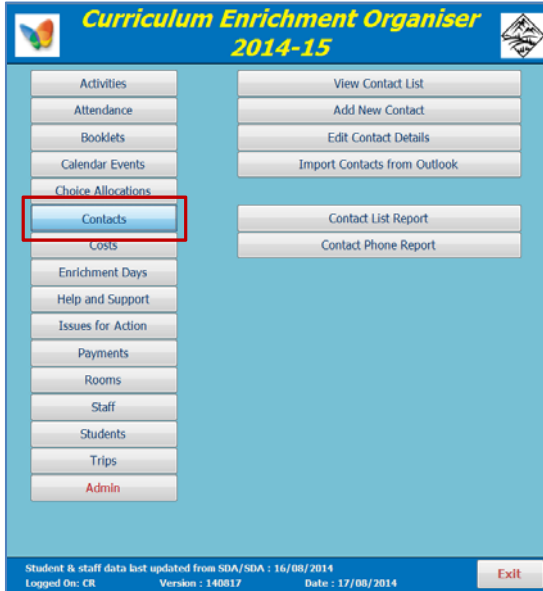 Curriculum Enrichment Organiser
2014-15
Activities
Attendance
Booklets
Calendar Events
Choice Allocations
Contacts
Costs
Enrichment Days
Help and Support
Issues for Action
Payments
Rooms
Staff
Students
Trips
Admin
View Contact List
Add New Contact
Edit Contact Details
Import Contacts from Outlook
Contact List Report
Contact Phone Report
Student & staff data last updated from SDA/SDA : 16/08/2014
Logged On: CR Version : 140817 Date : 17/08/2014
Exit